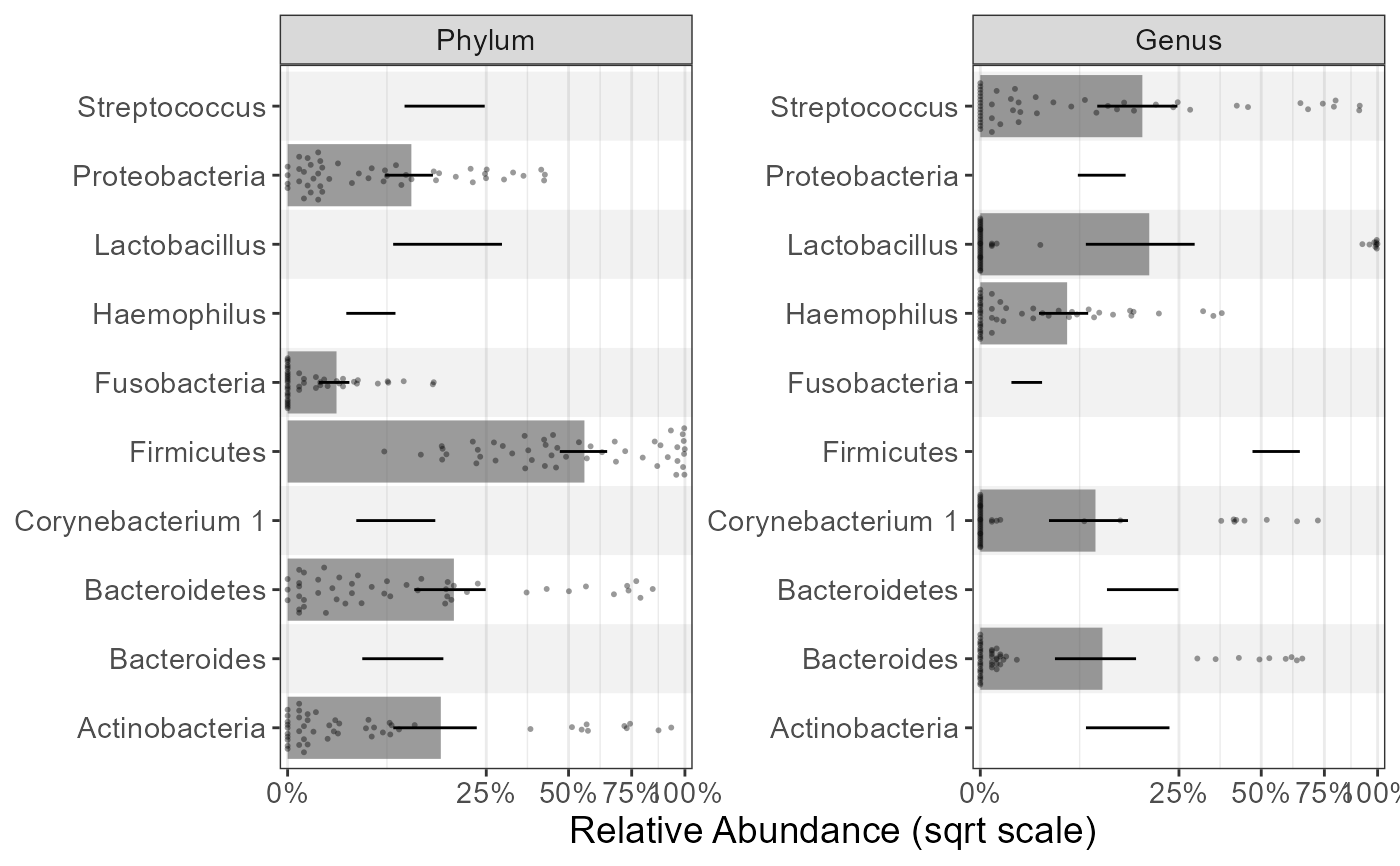 Phylum
Genus
Streptococcus
Proteobacteria
Lactobacillus
Haemophilus
Fusobacteria
Firmicutes
Corynebacterium 1
Bacteroidetes
Bacteroides
Actinobacteria
Streptococcus
Proteobacteria
Lactobacillus
Haemophilus
Fusobacteria
Firmicutes
Corynebacterium 1
Bacteroidetes
Bacteroides
Actinobacteria
0% 25% 50% 75% 100%
0% 25% 50% 75% 100%
Relative Abundance (sqrt scale)